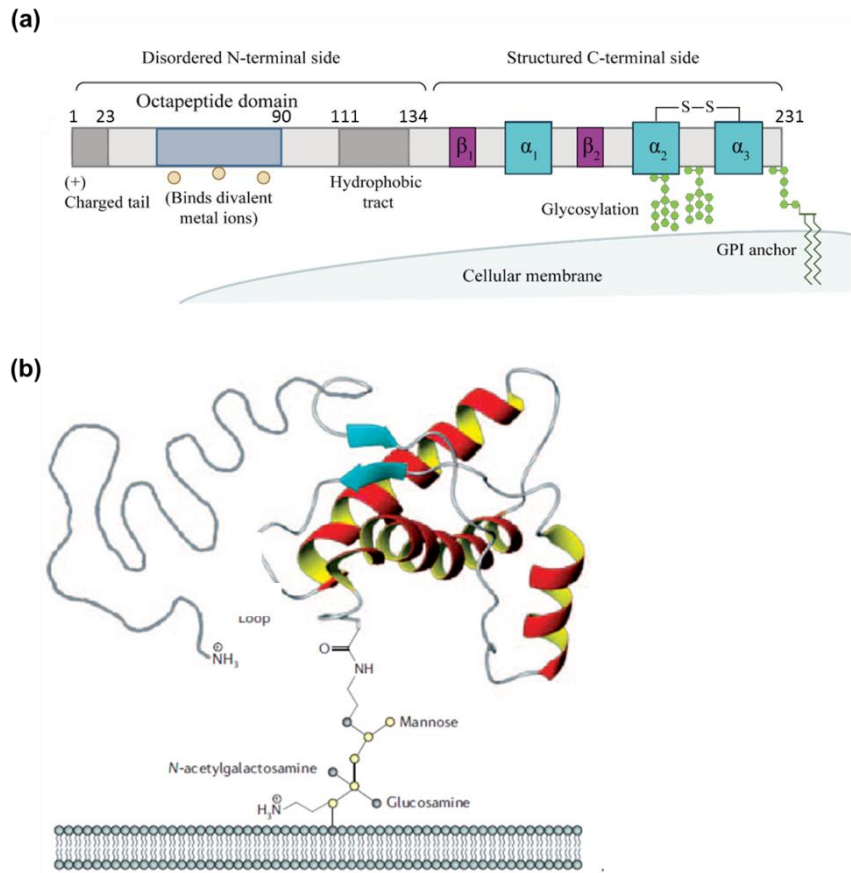 (a)
Disordered N-terminal side Structured C-terminal side
Octapeptide domain
1 23 90 111 134 S–S 231
β1 α1 β2 α2 α3
(+)
Charged tail
(Binds divalent
metal ions)
Hydrophobic
tract
Glycosylation
GPI anchor
Cellular membrane
(b)
Loop
⊕
NH3
O
NH
Mannose
N-acetylgalactosamine
⊕
H3N
Glucosamine